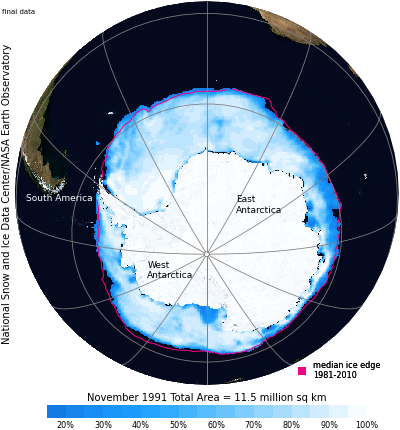 final data
National Snow and Ice Data Center/NASA Earth Observatory
South America
East
Antarctica
West
Antarctica
median ice edge
1981-2010
November 1991 Total Area = 11.5 million sq km
20% 30% 40% 50% 60% 70% 80% 90% 100%